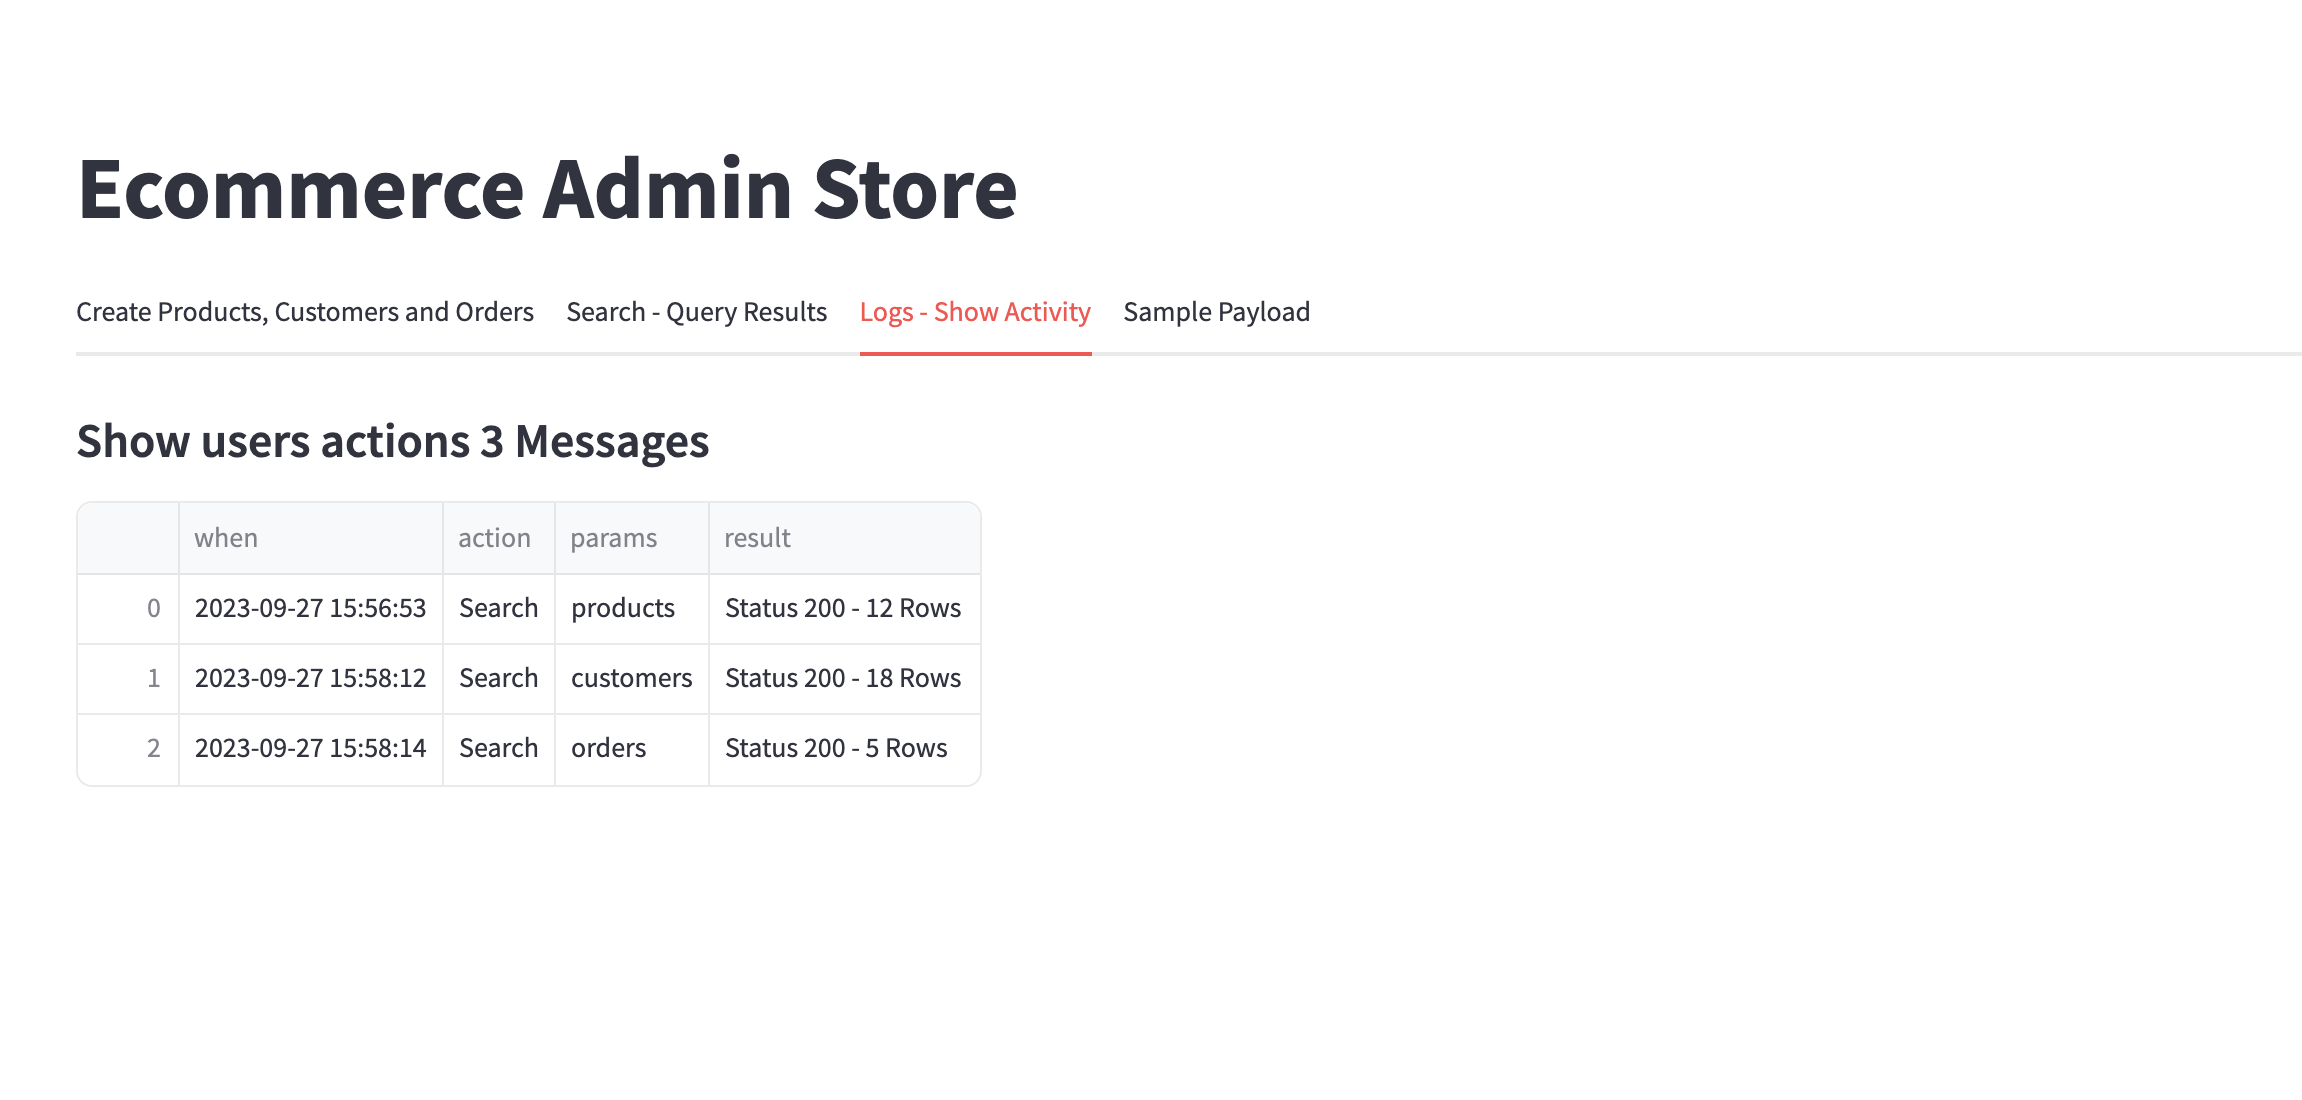 Ecommerce Admin Store
Create Products, Customers and Orders Search - Query Results Logs - Show Activity Sample Payload
Show users actions 3 Messages
when action params result
0 2023-09-27 15:56:53 Search products Status 200 - 12 Rows
1 2023-09-27 15:58:12 Search customers Status 200 - 18 Rows
2 2023-09-27 15:58:14 Search orders Status 200 - 5 Rows